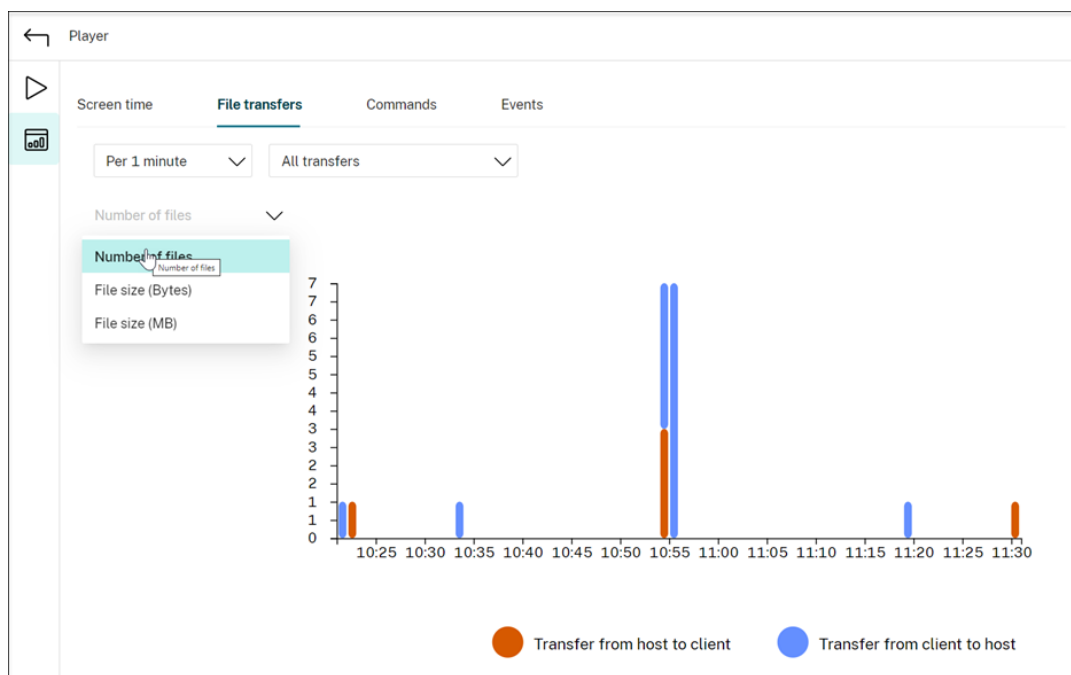 Player
Screen time File transfers Commands Events
Per 1 minute All transfers
Number of files
Number of files
Number of files
File size (Bytes)
File size (MB)
7
7
6
6
5
5
4
4
3
3
2
2
1
1
0
10:25 10:30 10:35 10:40 10:45 10:50 10:55 11:00 11:05 11:10 11:15 11:20 11:25 11:30
Transfer from host to client Transfer from client to host